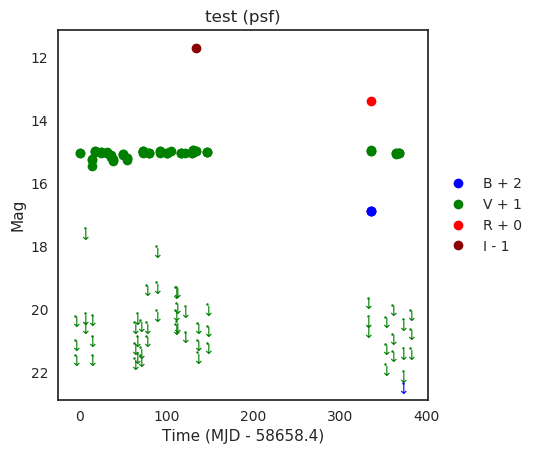 test (psf)
12
14
16
18
20
22
Mag
0
100
200
300
400
Time (MJD - 58658.4)
B + 2
V + 1
R + 0
I - 1